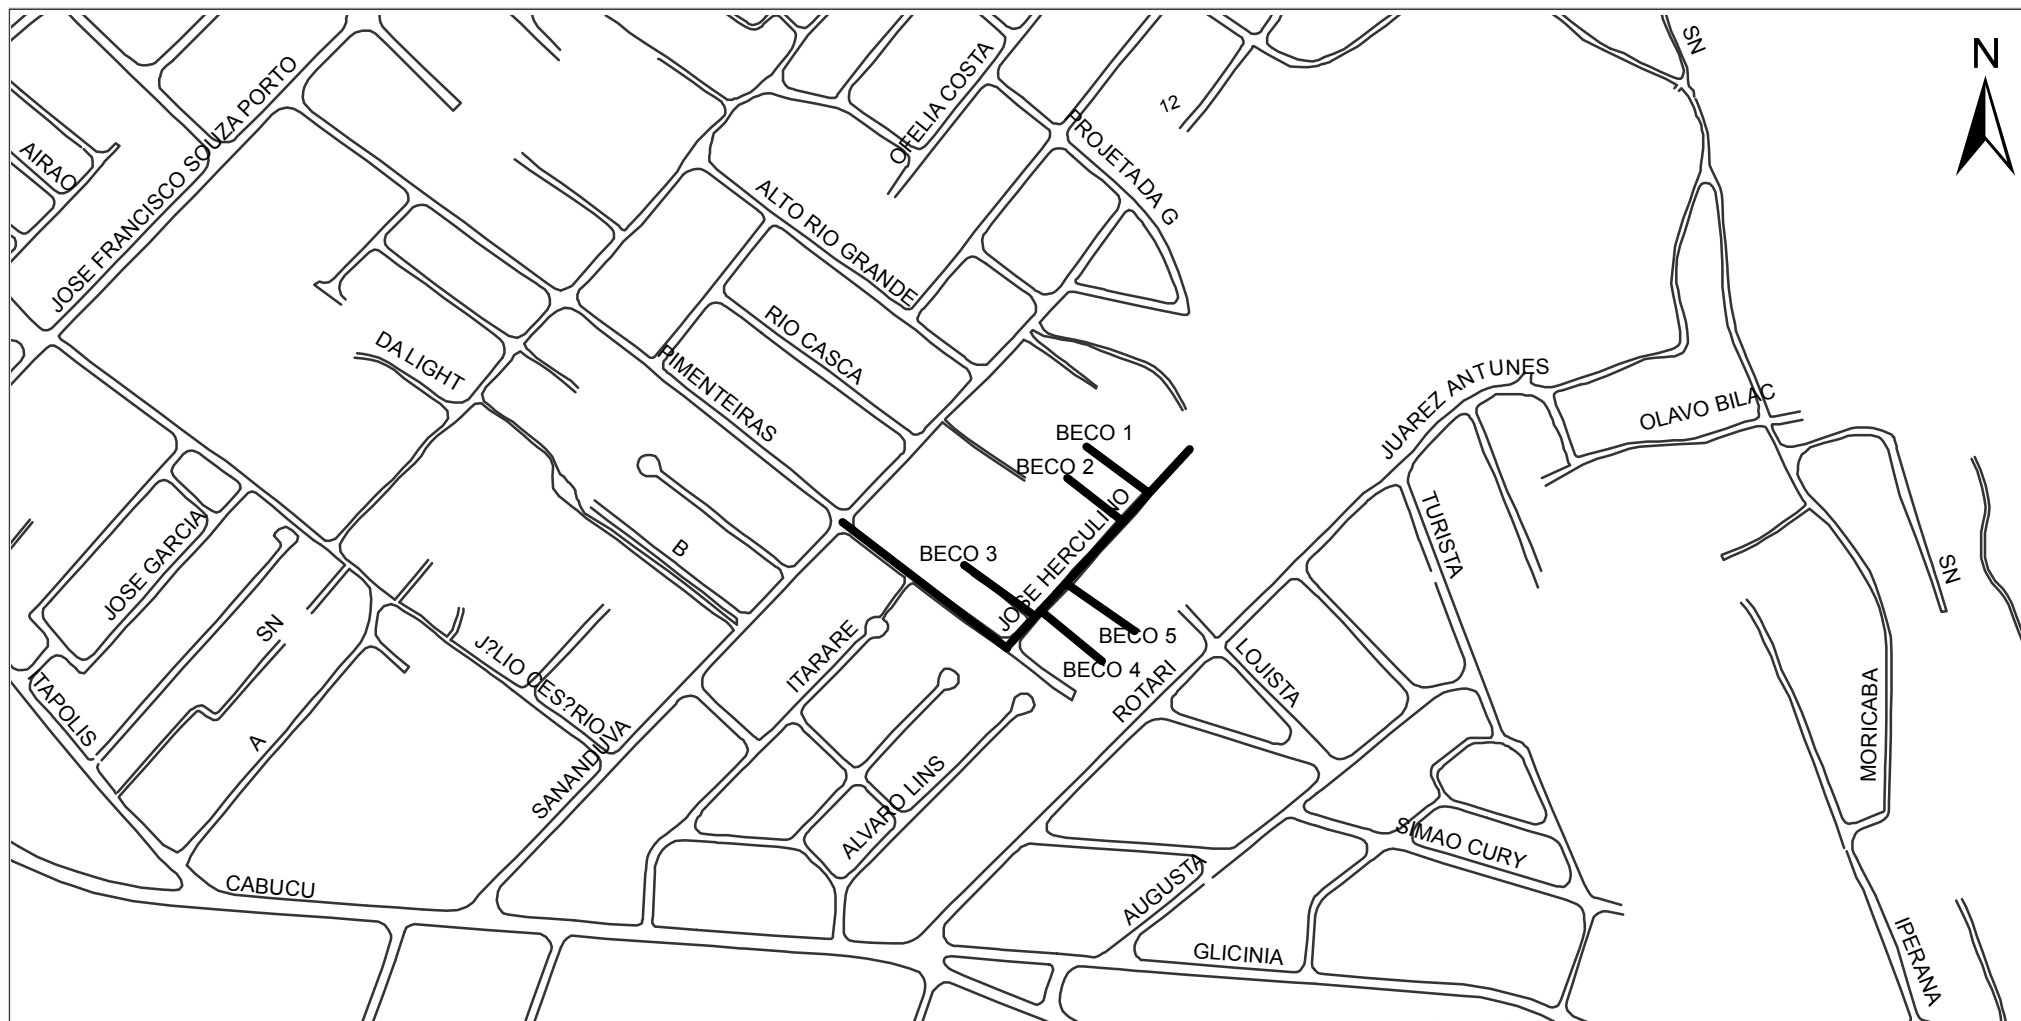 SN
N
OFELIA COSTA
JOSE FRANCISCO SOUZA PORTO
12
PROJETADA G
AIRAO
ALTO RIO GRANDE
RIO CASCA
DA LIGHT
PIMENTEIRAS
JUAREZ ANTUNES
OLAVO BILAC
BECO 1
BECO 2
JOSE HERCULINO
TURISTA
JOSE GARCIA
B
BECO 3
SN
SN
J?LIO CES?RIO
ITARARE
BECO 5
BECO 4
ROTARI
LOJISTA
ITAPOLIS
A
SANANDUVA
MORICABA
ALVARO LINS
SIMAO CURY
CABUCU
AUGUSTA
GLICINIA
IPERANA